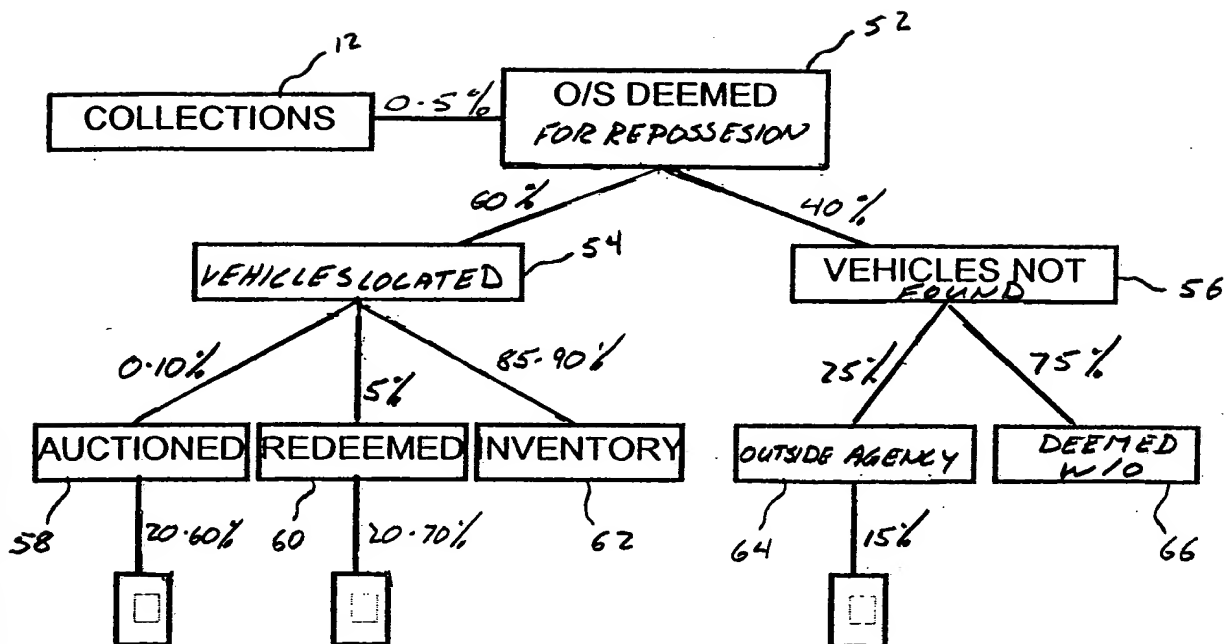 12
52
COLLECTIONS
0-5%
O/S DEEMED
FOR REPOSSESION
60%
40%
54
VEHICLES LOCATED
VEHICLES NOT
FOUND
56
0-10%
5%
85-90%
25%
75%
AUCTIONED
REDEEMED
INVENTORY
OUTSIDE AGENCY
DEEMED
W/O
58
20-60%
60
20-70%
62
64
15%
66